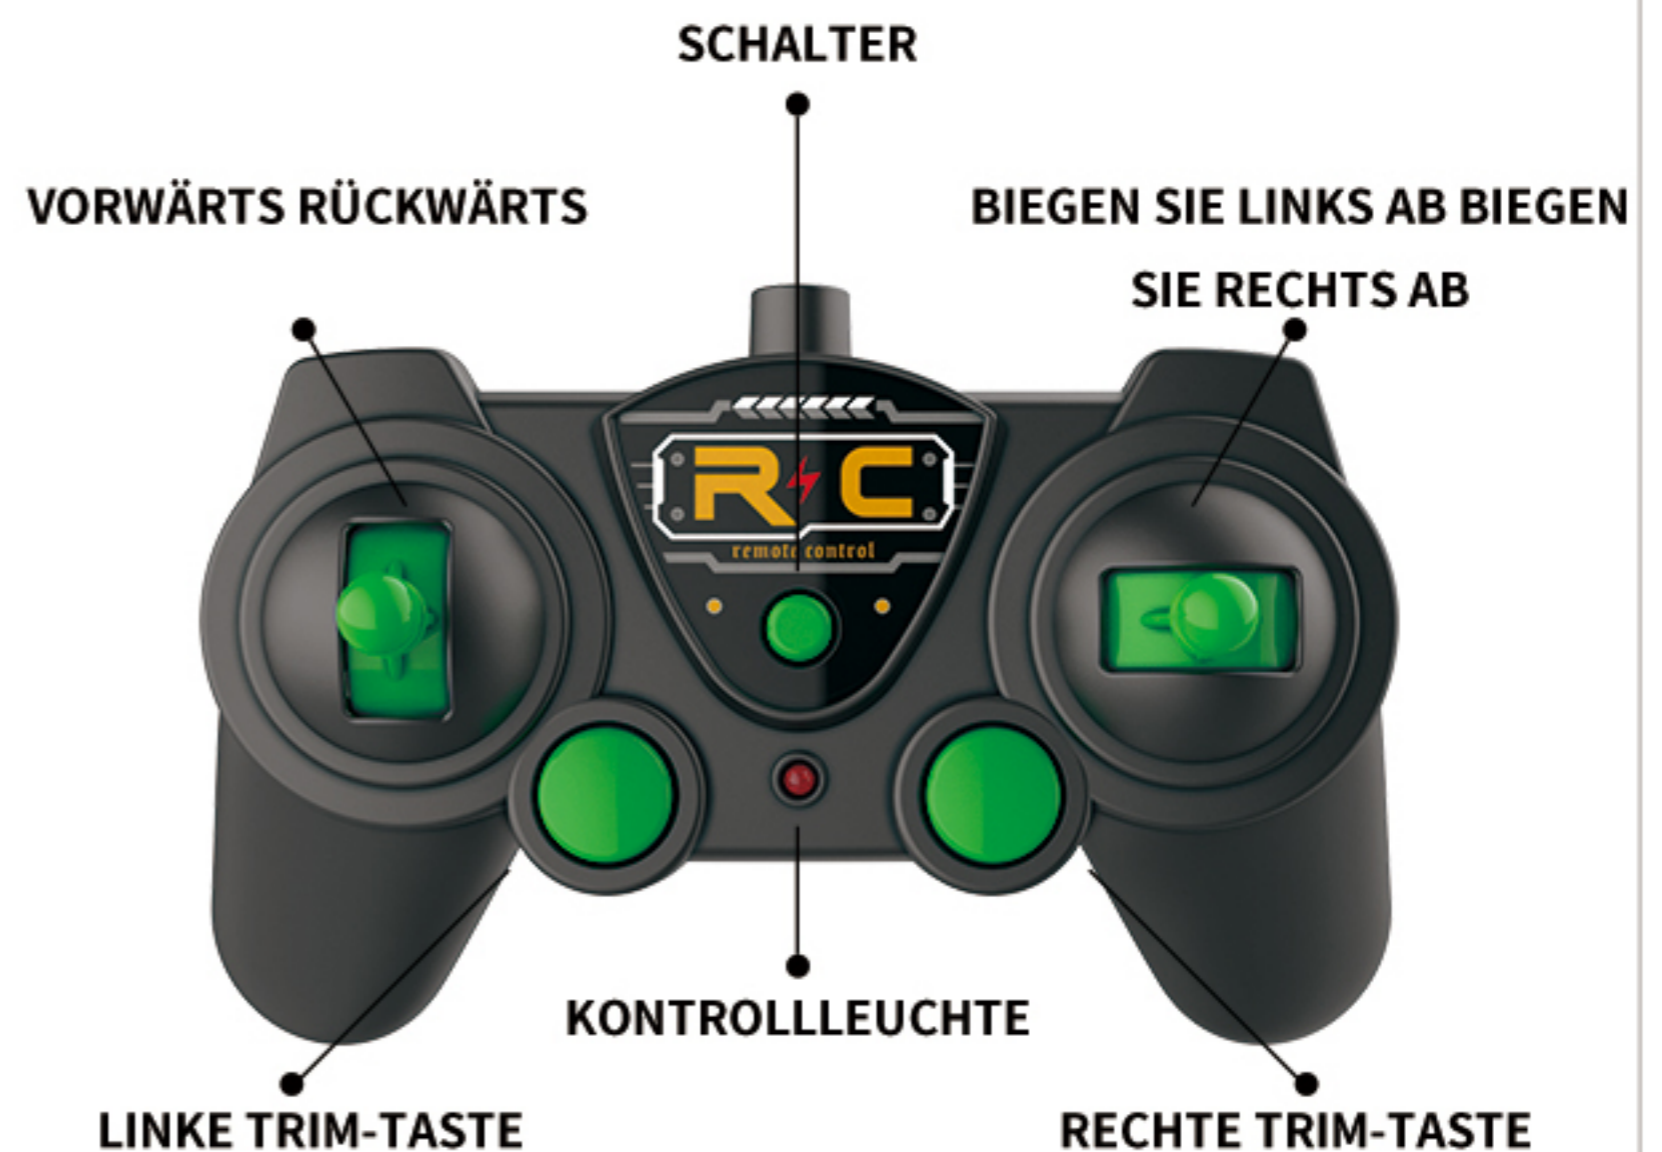 SCHALTER
VORWÄRTS RÜCKWÄRTS
BIEGEN SIE LINKS AB BIEGEN
SIE RECHTS AB
R C
remote control
KONTROLLLEUCHTE
LINKE TRIM-TASTE
RECHTE TRIM-TASTE